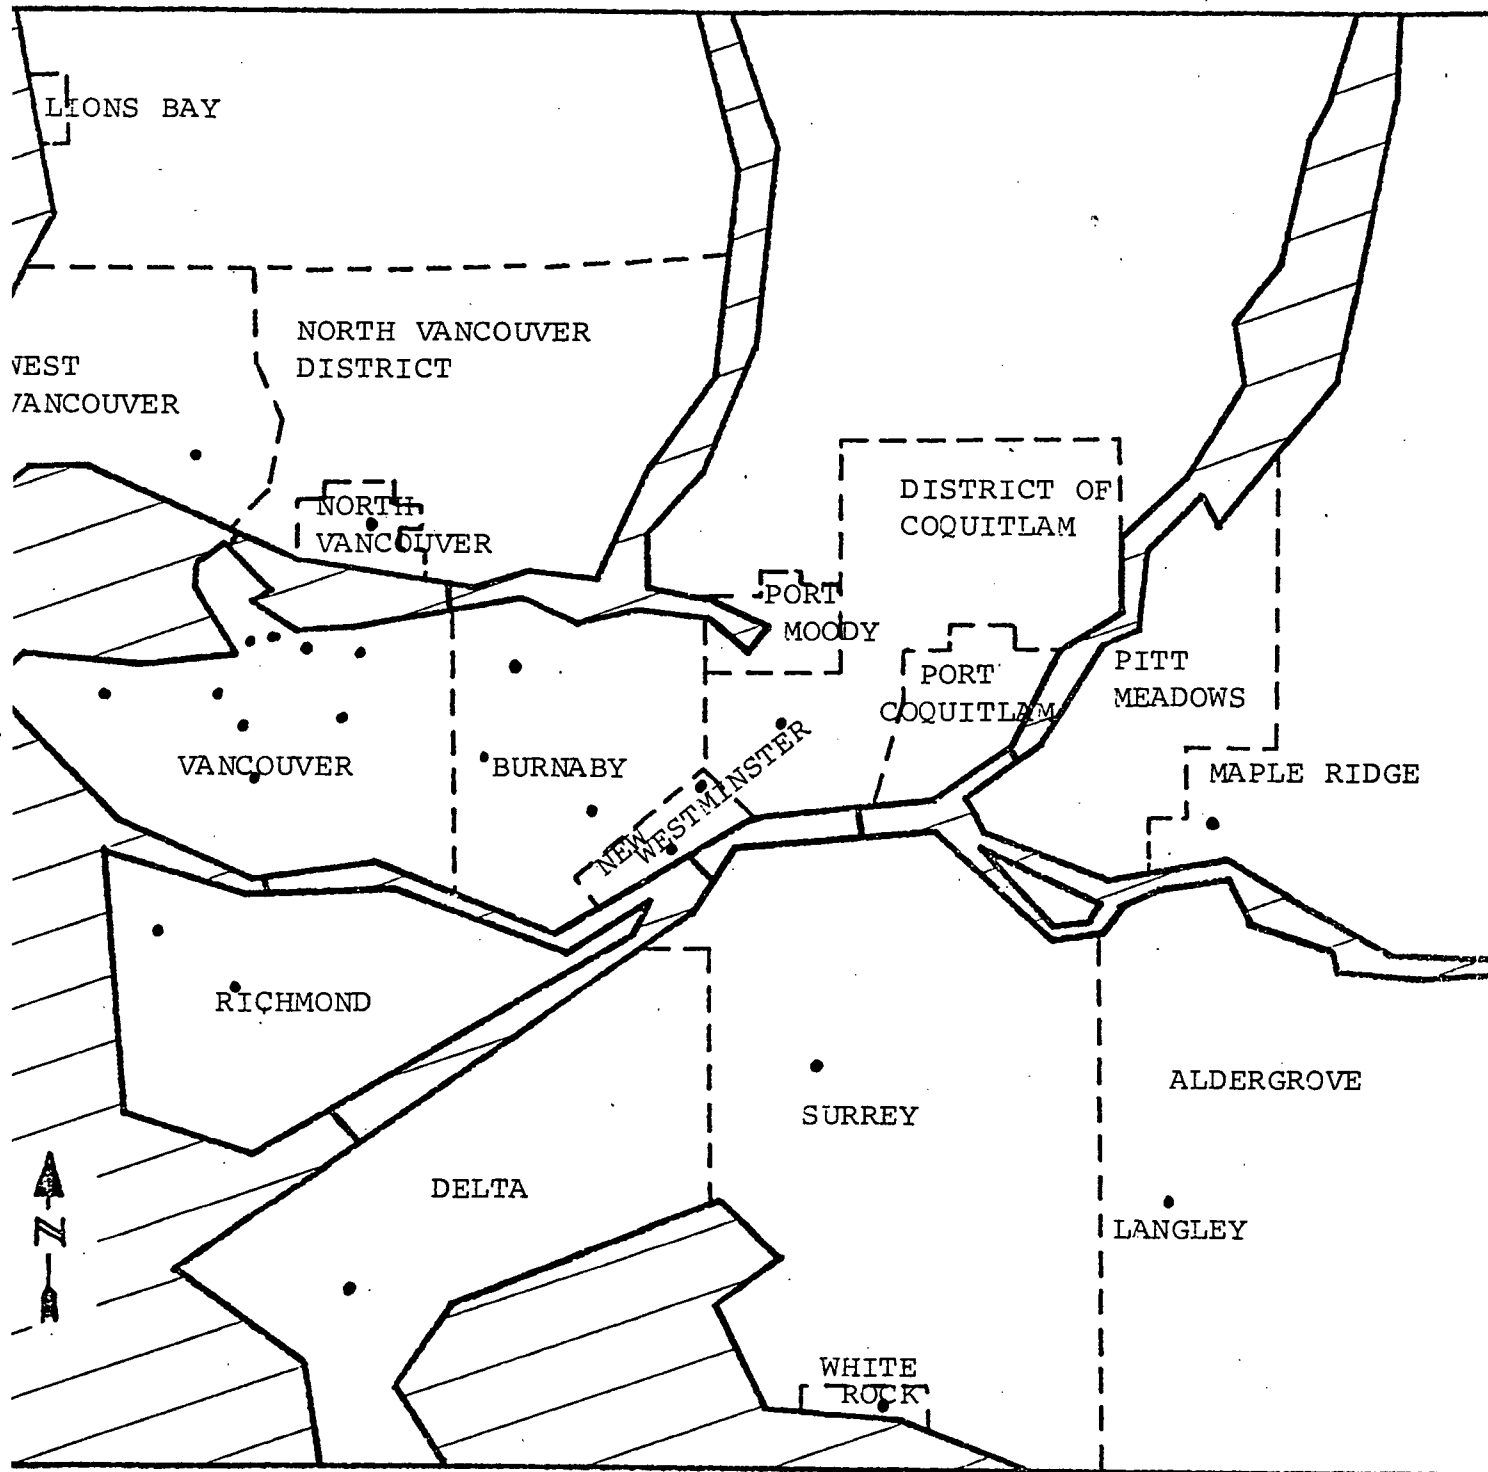 LIONS BAY
NORTH VANCOUVER
DISTRICT
WEST
VANCOUVER
NORTH
VANCOUVER
DISTRICT OF
COQUITLAM
PORT
MOODY
PORT
COQUITLAM
PITT
MEADOWS
VANCOUVER
BURNABY
NEW
WESTMINSTER
MAPLE RIDGE
RICHMOND
SURREY
ALDERGROVE
DELTA
LANGLEY
N
WHITE
ROCK